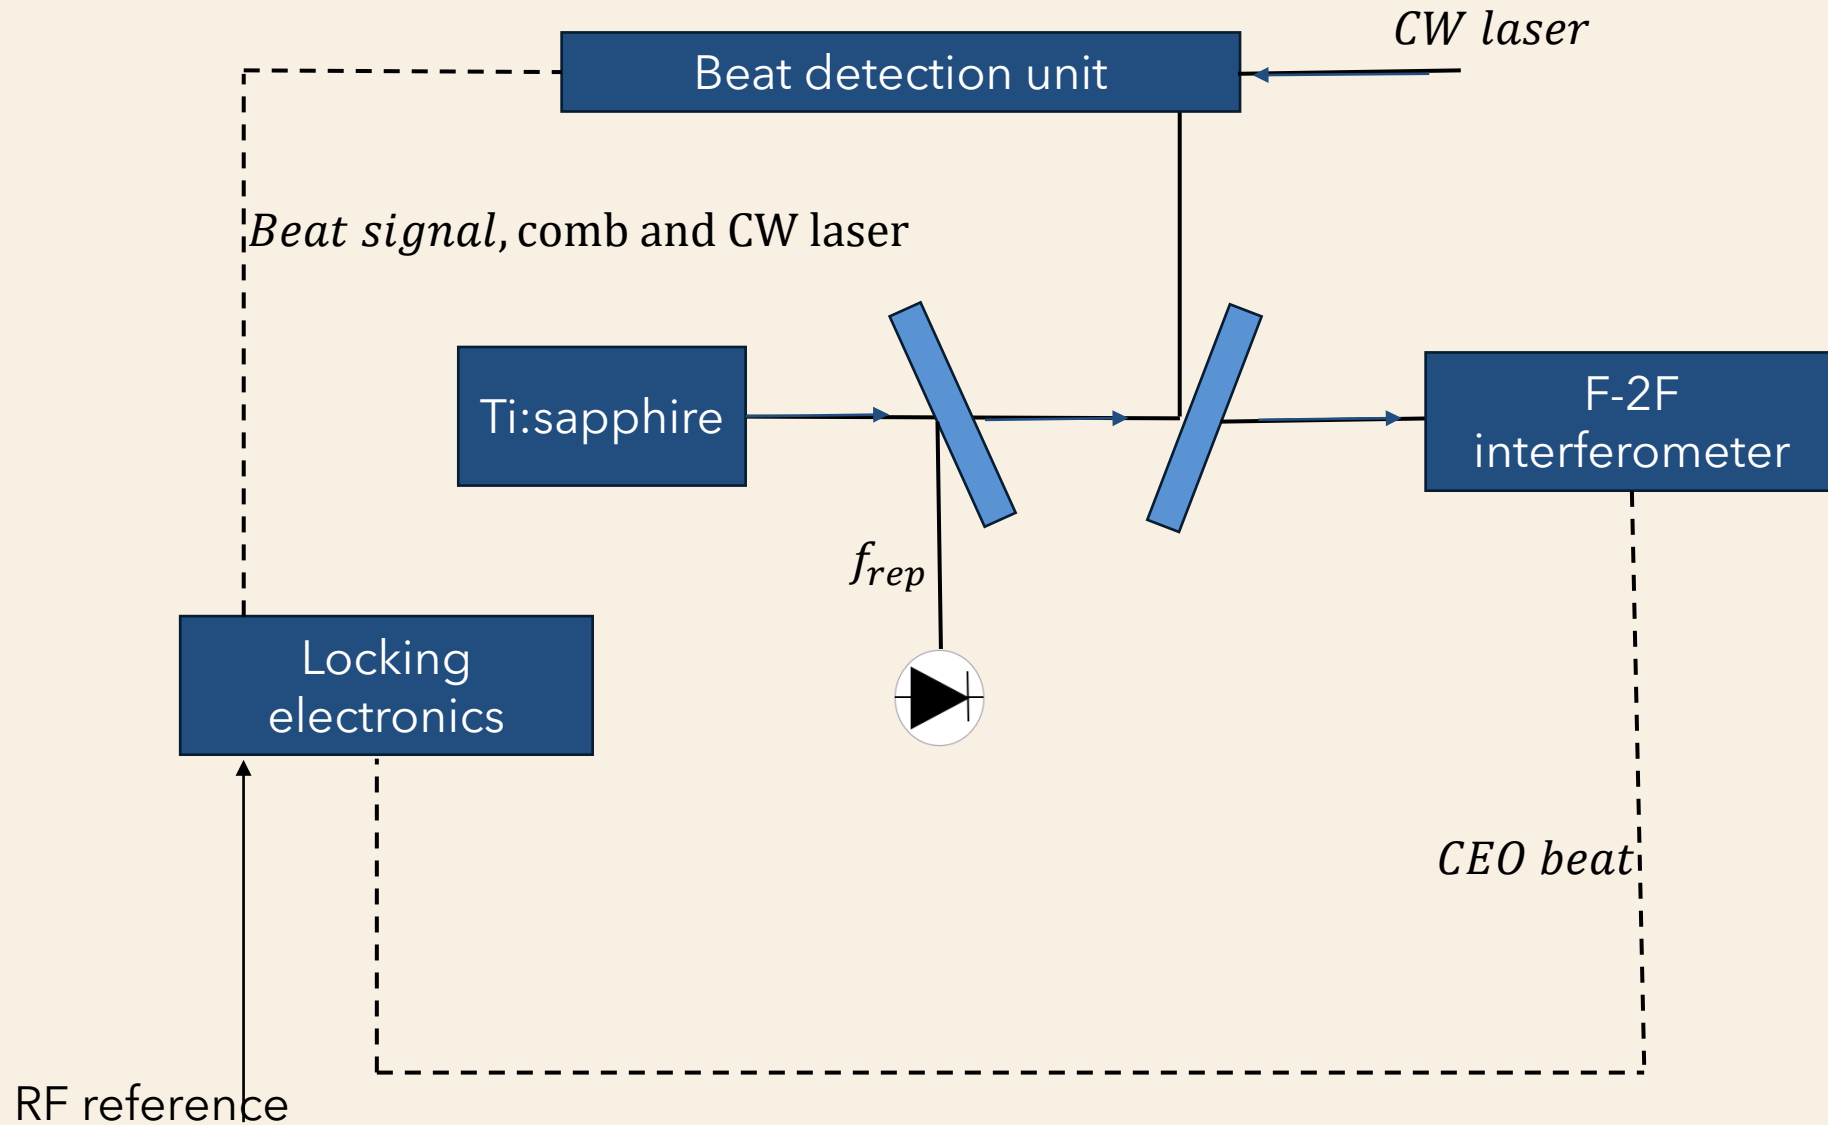 CW laser
Beat detection unit
Beat signal, comb and CW laser
Ti:sapphire
F-2F
interferometer
f_rep
Locking
electronics
CEO beat
RF reference